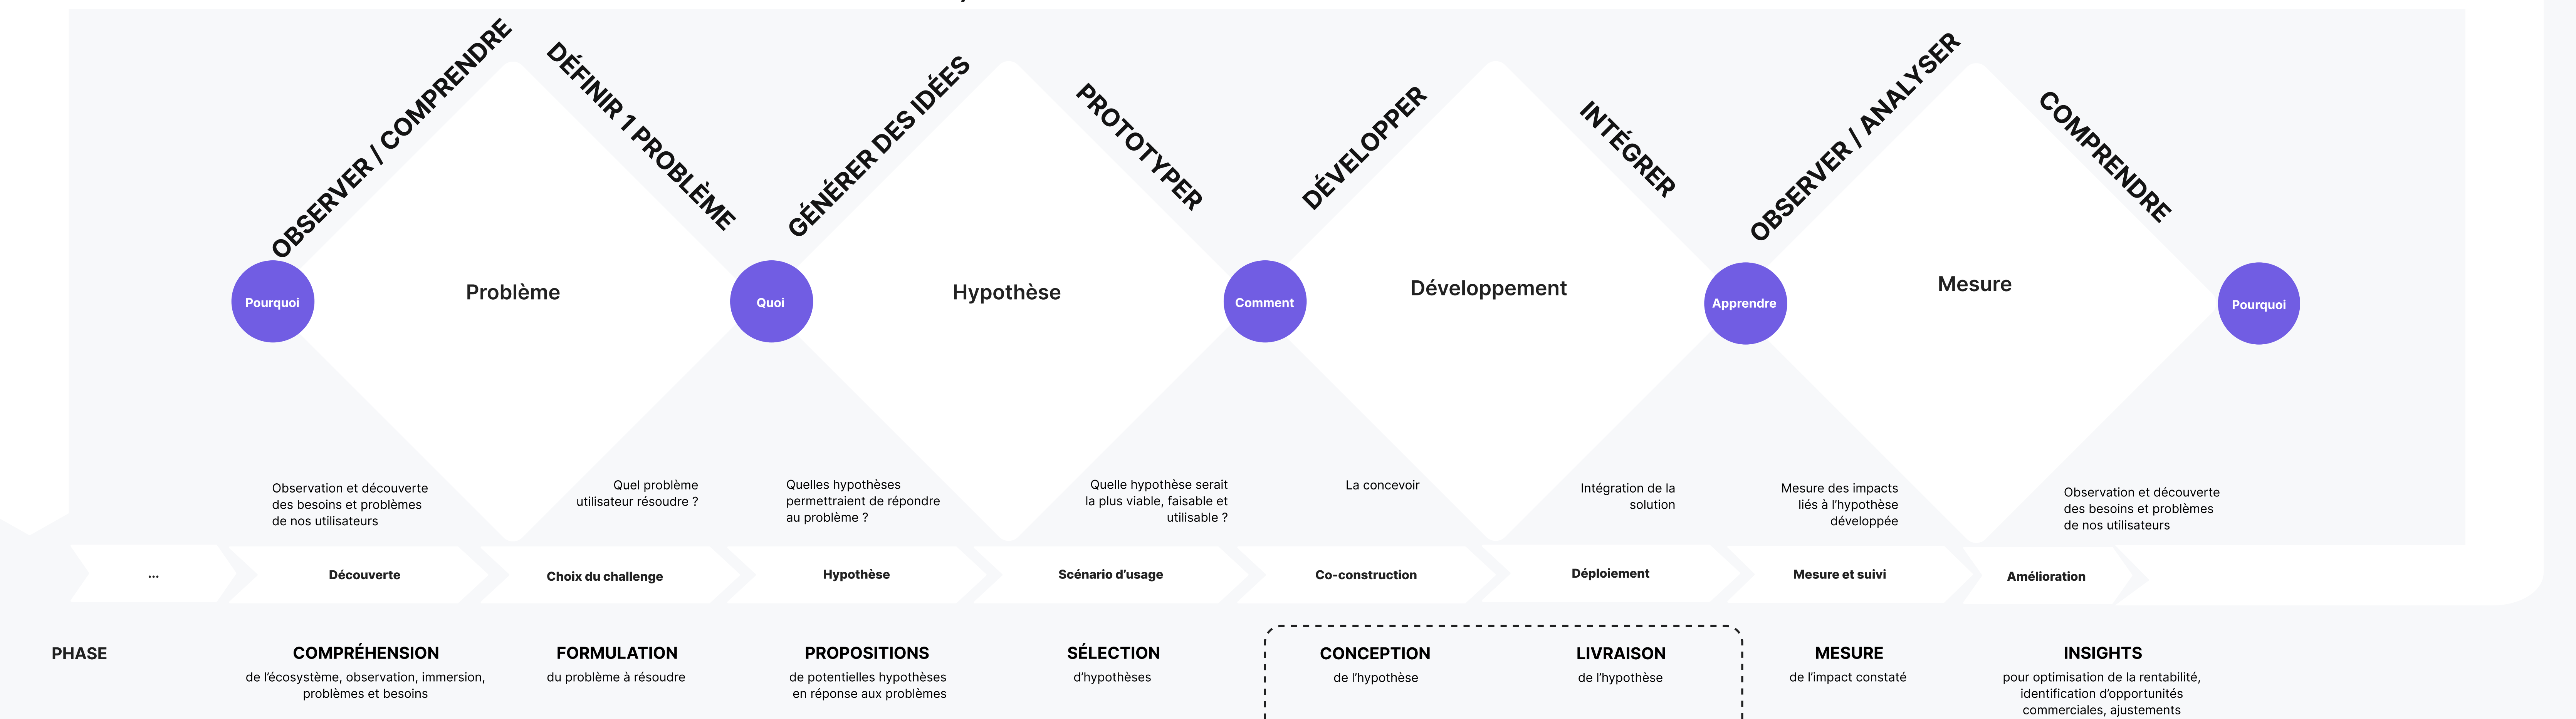 OBSERVER / COMPRENDRE
DÉFINIR 1 PROBLÈME
GÉNÉRER DES IDÉES
PROTOTYPER
DÉVELOPPER
INTÉGRER
OBSERVER / ANALYSER
COMPRENDRE
Pourquoi
Problème
Quoi
Hypothèse
Comment
Développement
Apprendre
Mesure
Pourquoi
Observation et découverte
des besoins et problèmes
de nos utilisateurs
Quel problème
utilisateur résoudre ?
Quelles hypothèses
permettraient de répondre
au problème ?
Quelle hypothèse serait
la plus viable, faisable et
utilisable ?
La concevoir
Intégration de la
solution
Mesure des impacts
liés à l'hypothèse
développée
Observation et découverte
des besoins et problèmes
de nos utilisateurs
...
Découverte
Choix du challenge
Hypothèse
Scénario d'usage
Co-construction
Déploiement
Mesure et suivi
Amélioration
PHASE
COMPRÉHENSION
de l'écosystème, observation, immersion,
problèmes et besoins
FORMULATION
du problème à résoudre
PROPOSITIONS
de potentielles hypothèses
en réponse aux problèmes
SÉLECTION
d'hypothèses
CONCEPTION
de l'hypothèse
LIVRAISON
de l'hypothèse
MESURE
de l'impact constaté
INSIGHTS
pour optimisation de la rentabilité,
identification d'opportunités
commerciales, ajustements